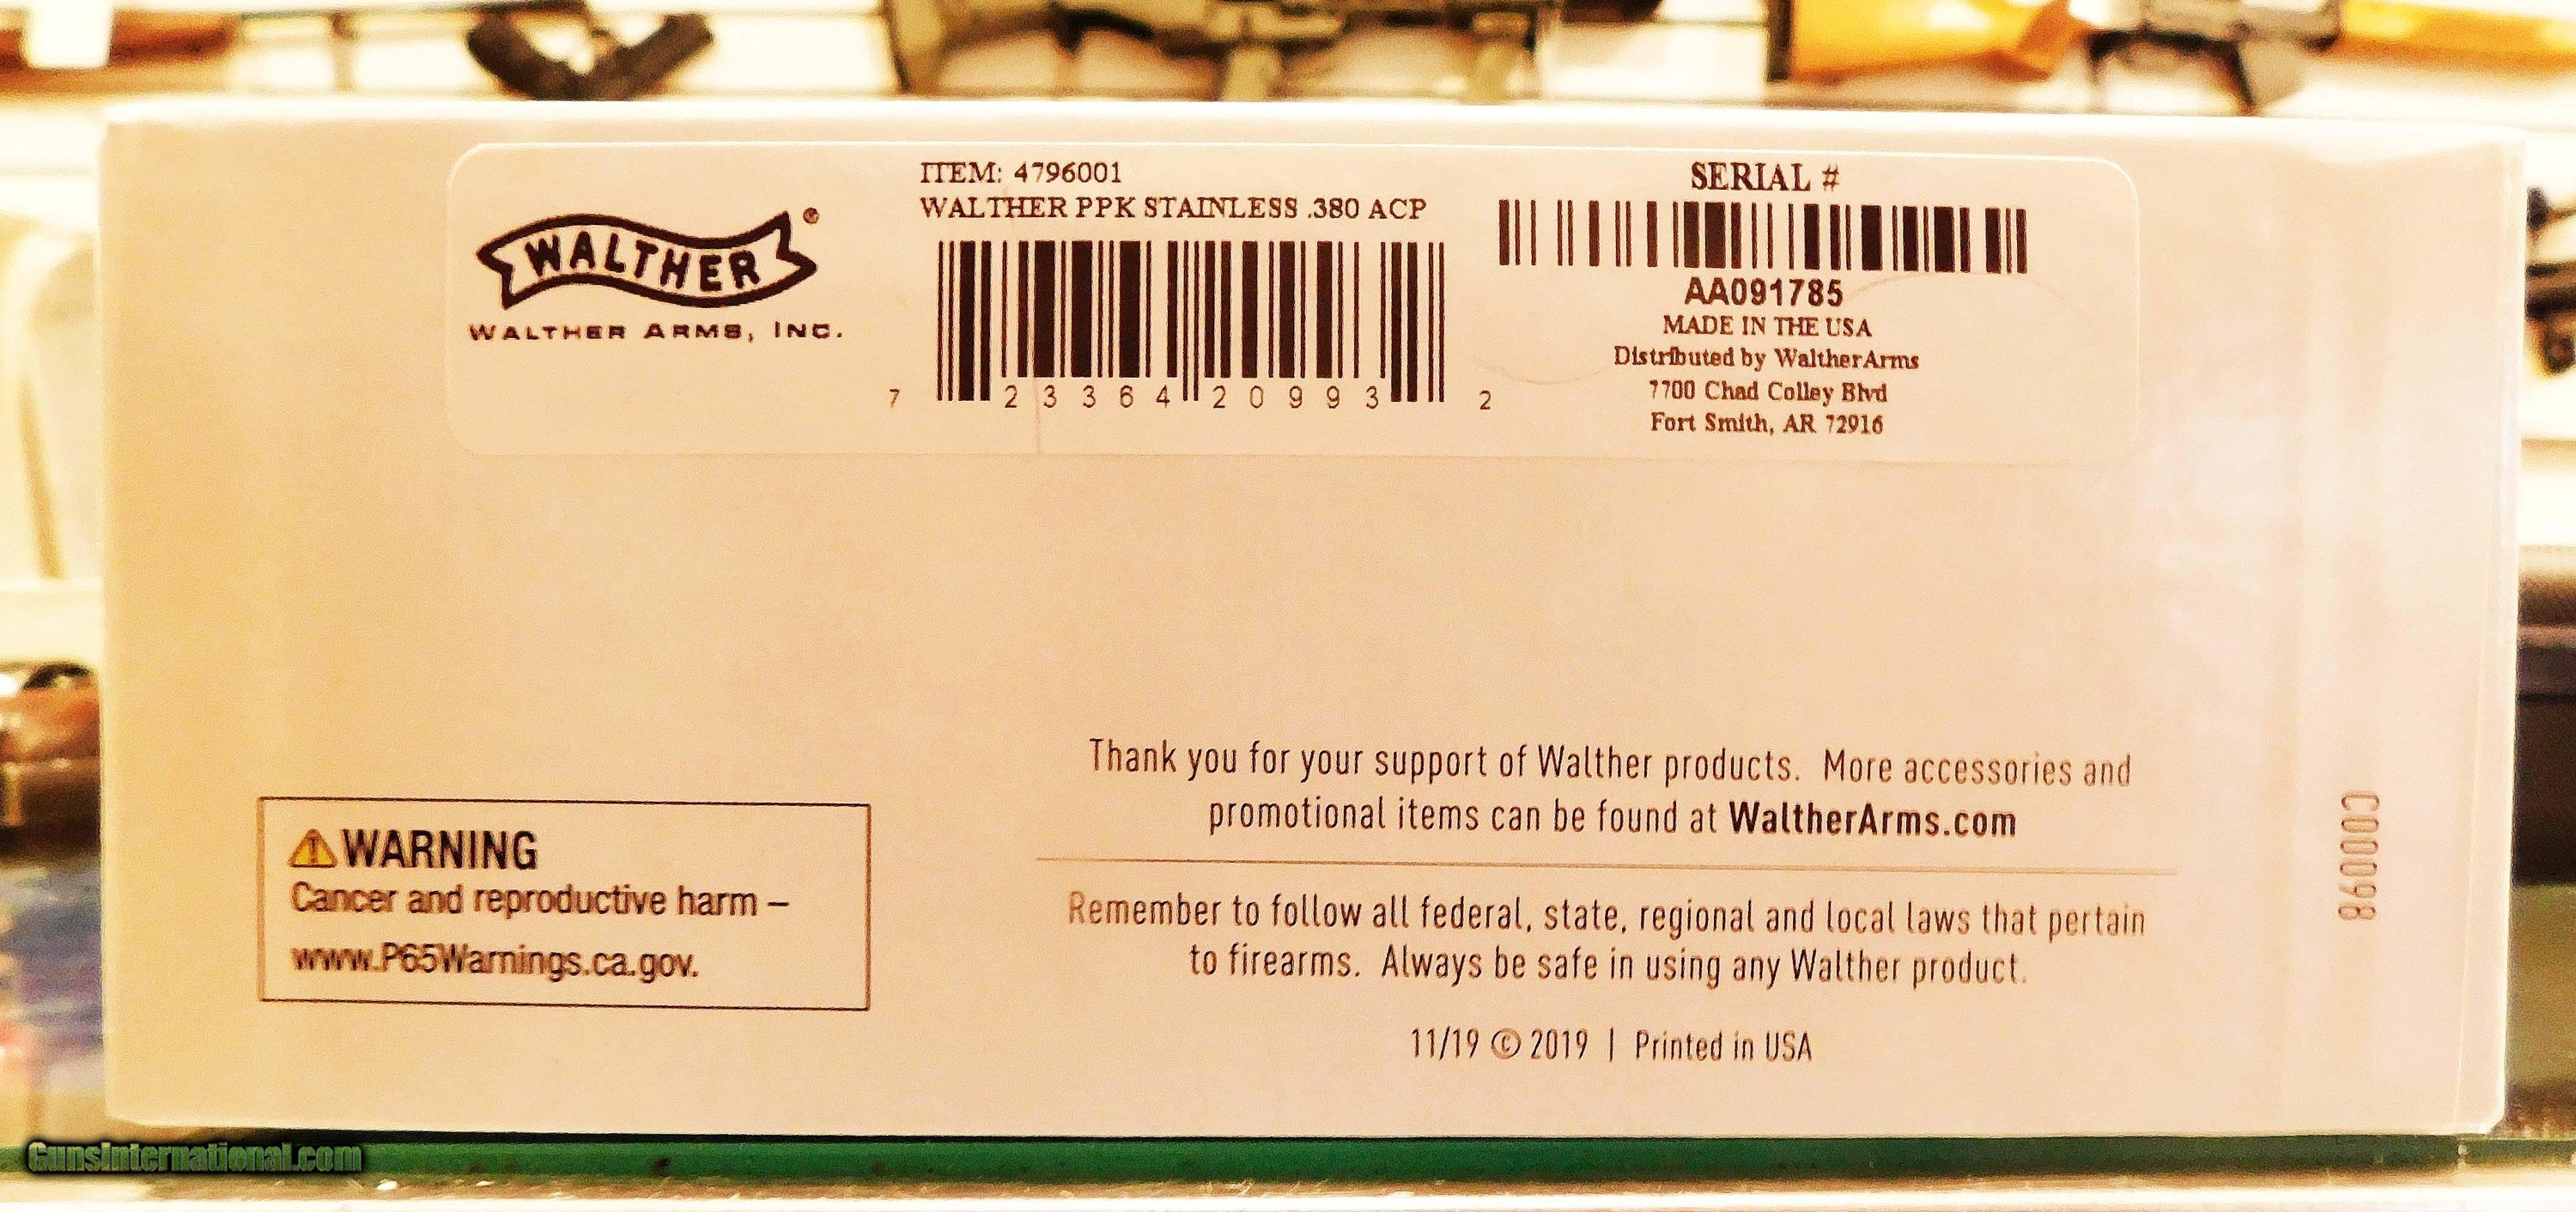 WALTHER ®
WALTHER ARMS, INC.
ITEM: 4796001
WALTHER PPK STAINLESS .380 ACP
7 23364 20993 2
SERIAL #
AA091785
MADE IN THE USA
Distributed by WaltherArms
7700 Chad Colley Blvd
Fort Smith, AR 72916
Thank you for your support of Walther products. More accessories and
promotional items can be found at WaltherArms.com
⚠WARNING
Cancer and reproductive harm –
www.P65Warnings.ca.gov.
Remember to follow all federal, state, regional and local laws that pertain
to firearms. Always be safe in using any Walther product.
11/19 © 2019 | Printed in USA
C00098
GunsInternational.com